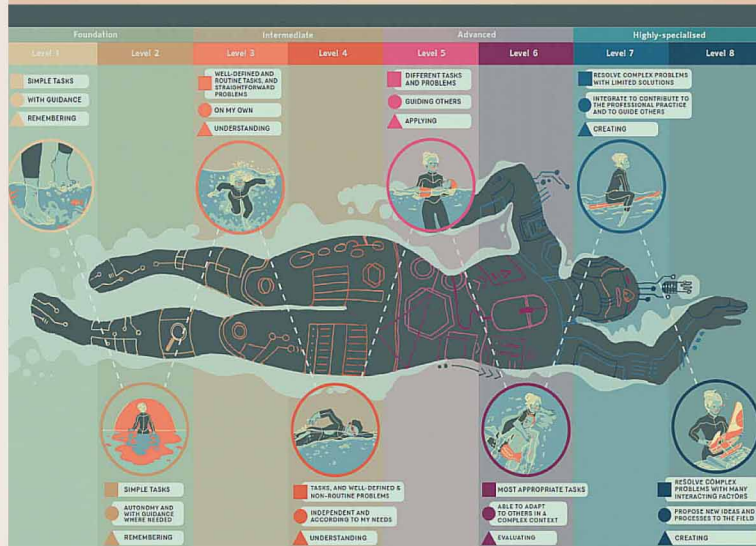 Foundation
Intermediate
Advanced
Highly-specialised
Level 1
Level 2
Level 3
Level 4
Level 5
Level 6
Level 7
Level 8
SIMPLE TASKS
WITH GUIDANCE
REMEMBERING
WELL-DEFINED AND
ROUTINE TASKS, AND
STRAIGHTFORWARD
PROBLEMS
ON MY OWN
UNDERSTANDING
DIFFERENT TASKS
AND PROBLEMS
GUIDING OTHERS
APPLYING
RESOLVE COMPLEX PROBLEMS
WITH LIMITED SOLUTIONS
INTEGRATE TO CONTRIBUTE TO
THE PROFESSIONAL PRACTICE
AND TO GUIDE OTHERS
CREATING
SIMPLE TASKS
AUTONOMY AND
WITH GUIDANCE
WHERE NEEDED
REMEMBERING
TASKS, AND WELL-DEFINED &
NON-ROUTINE PROBLEMS
INDEPENDENT AND
ACCORDING TO MY NEEDS
UNDERSTANDING
MOST APPROPRIATE TASKS
ABLE TO ADAPT
TO OTHERS IN A
COMPLEX CONTEXT
EVALUATING
RESOLVE COMPLEX
PROBLEMS WITH MANY
INTERACTING FACTORS
PROPOSE NEW IDEAS AND
PROCESSES TO THE FIELD
CREATING